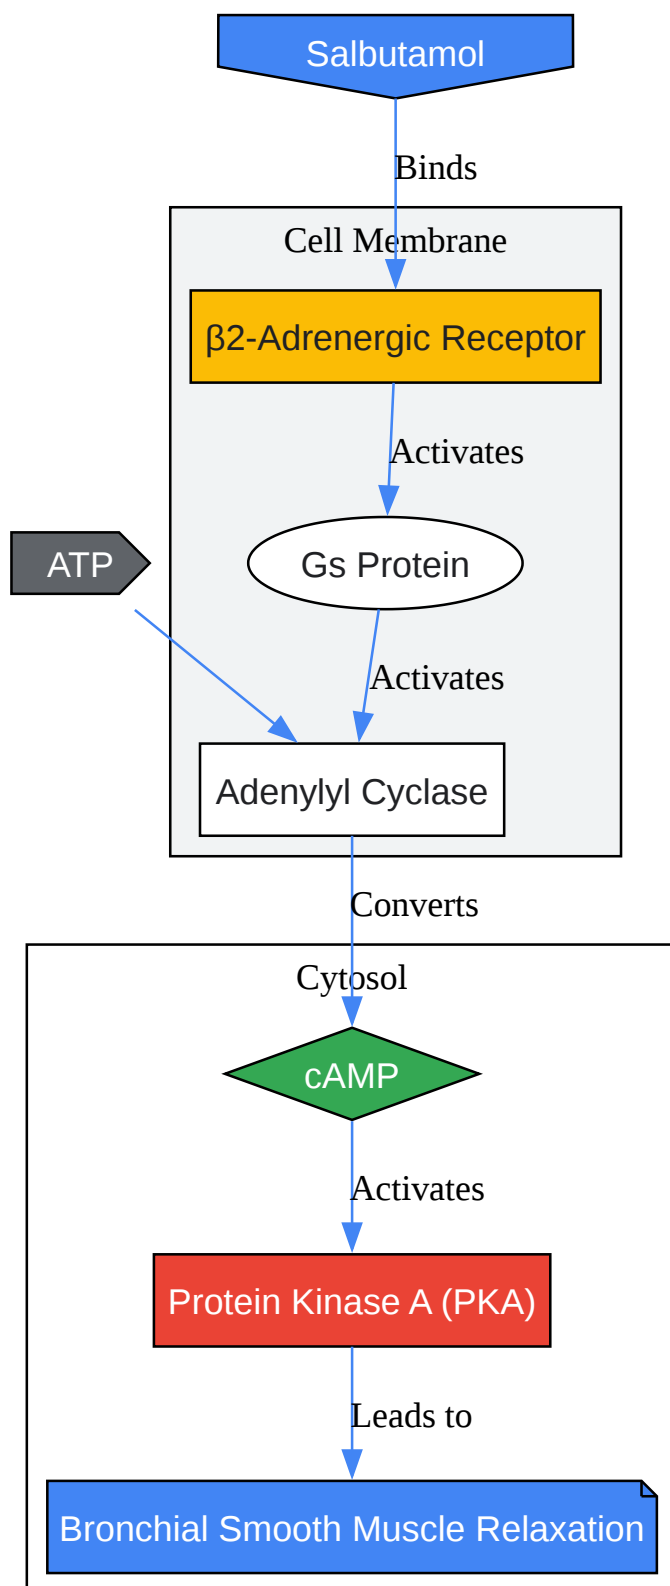 Salbutamol
Binds
Cell Membrane
β2-Adrenergic Receptor
Activates
ATP
Gs Protein
Activates
Adenylyl Cyclase
Converts
Cytosol
cAMP
Activates
Protein Kinase A (PKA)
Leads to
Bronchial Smooth Muscle Relaxation